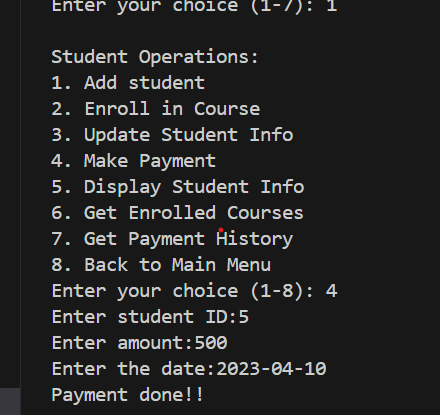 Enter your choice (1-7): 1
Student Operations:
1. Add student
2. Enroll in Course
3. Update Student Info
4. Make Payment
5. Display Student Info
6. Get Enrolled Courses
7. Get Payment History
8. Back to Main Menu
Enter your choice (1-8): 4
Enter student ID:5
Enter amount:500
Enter the date:2023-04-10
Payment done!!